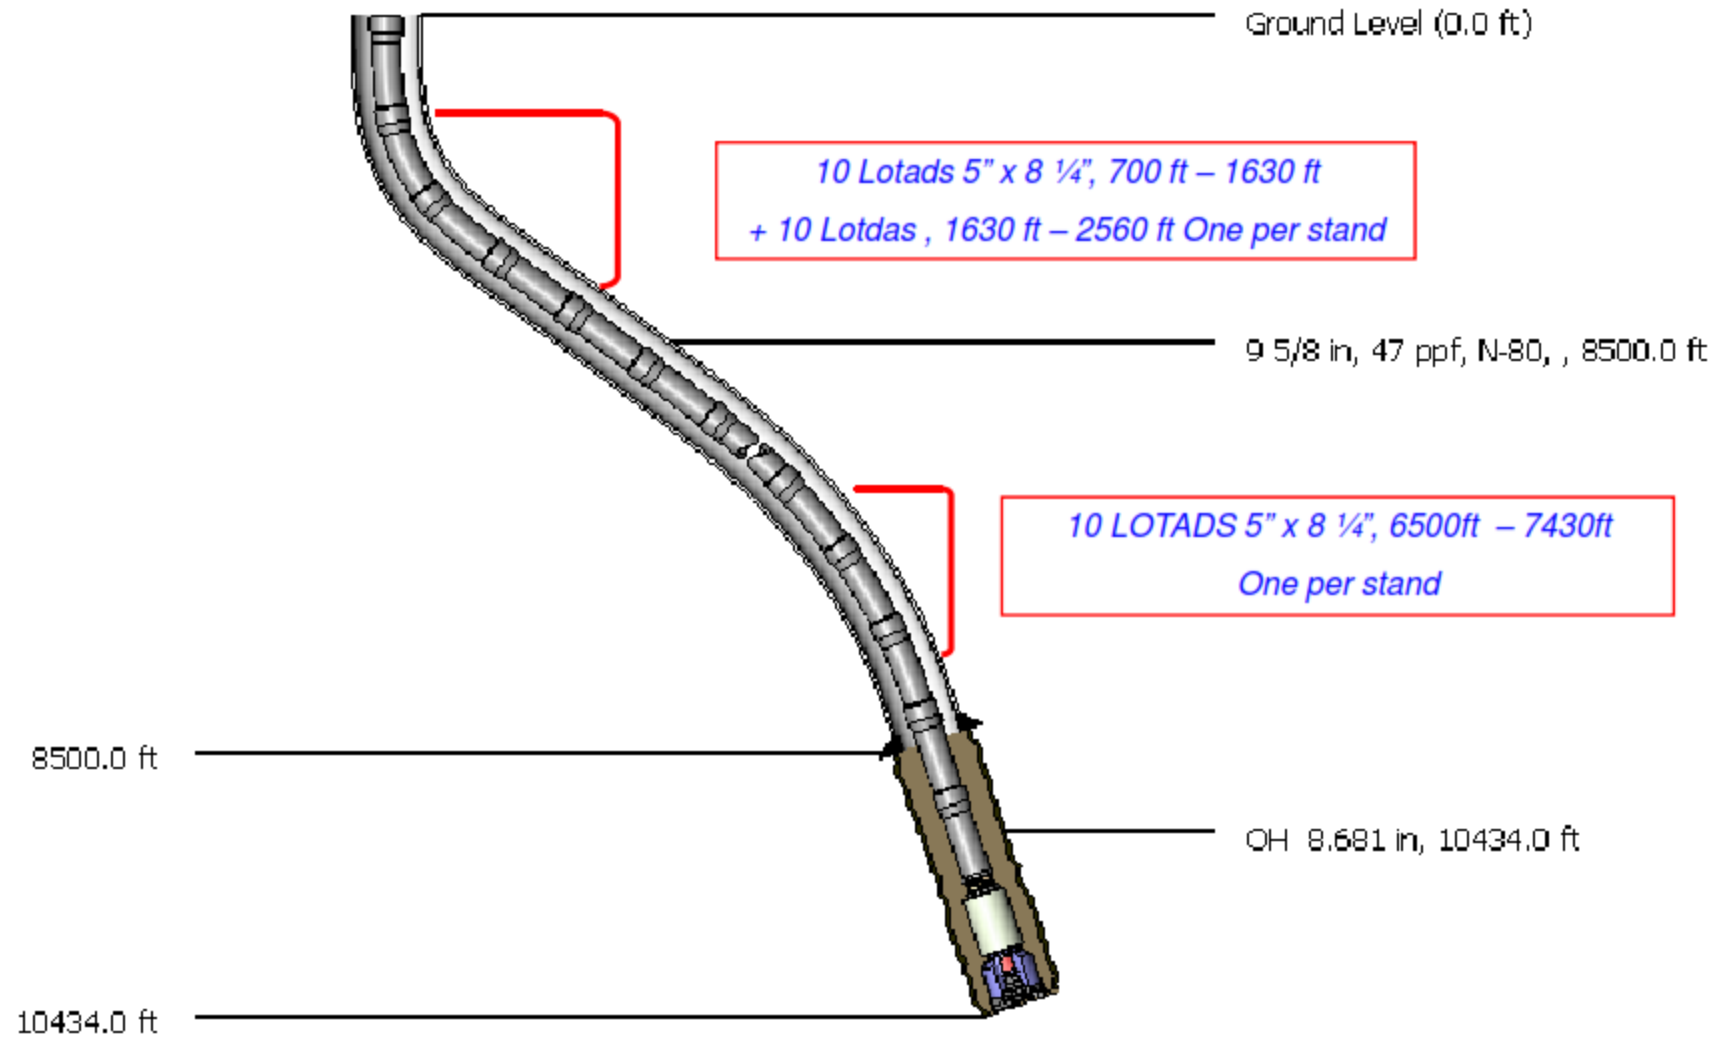 Ground Level (0.0 ft)
10 Lotads 5” x 8 ¼”, 700 ft – 1630 ft
+ 10 Lotdas , 1630 ft – 2560 ft One per stand
9 5/8 in, 47 ppf, N-80, , 8500.0 ft
10 LOTADS 5” x 8 ¼”, 6500ft – 7430ft
One per stand
8500.0 ft
OH 8.681 in, 10434.0 ft
10434.0 ft